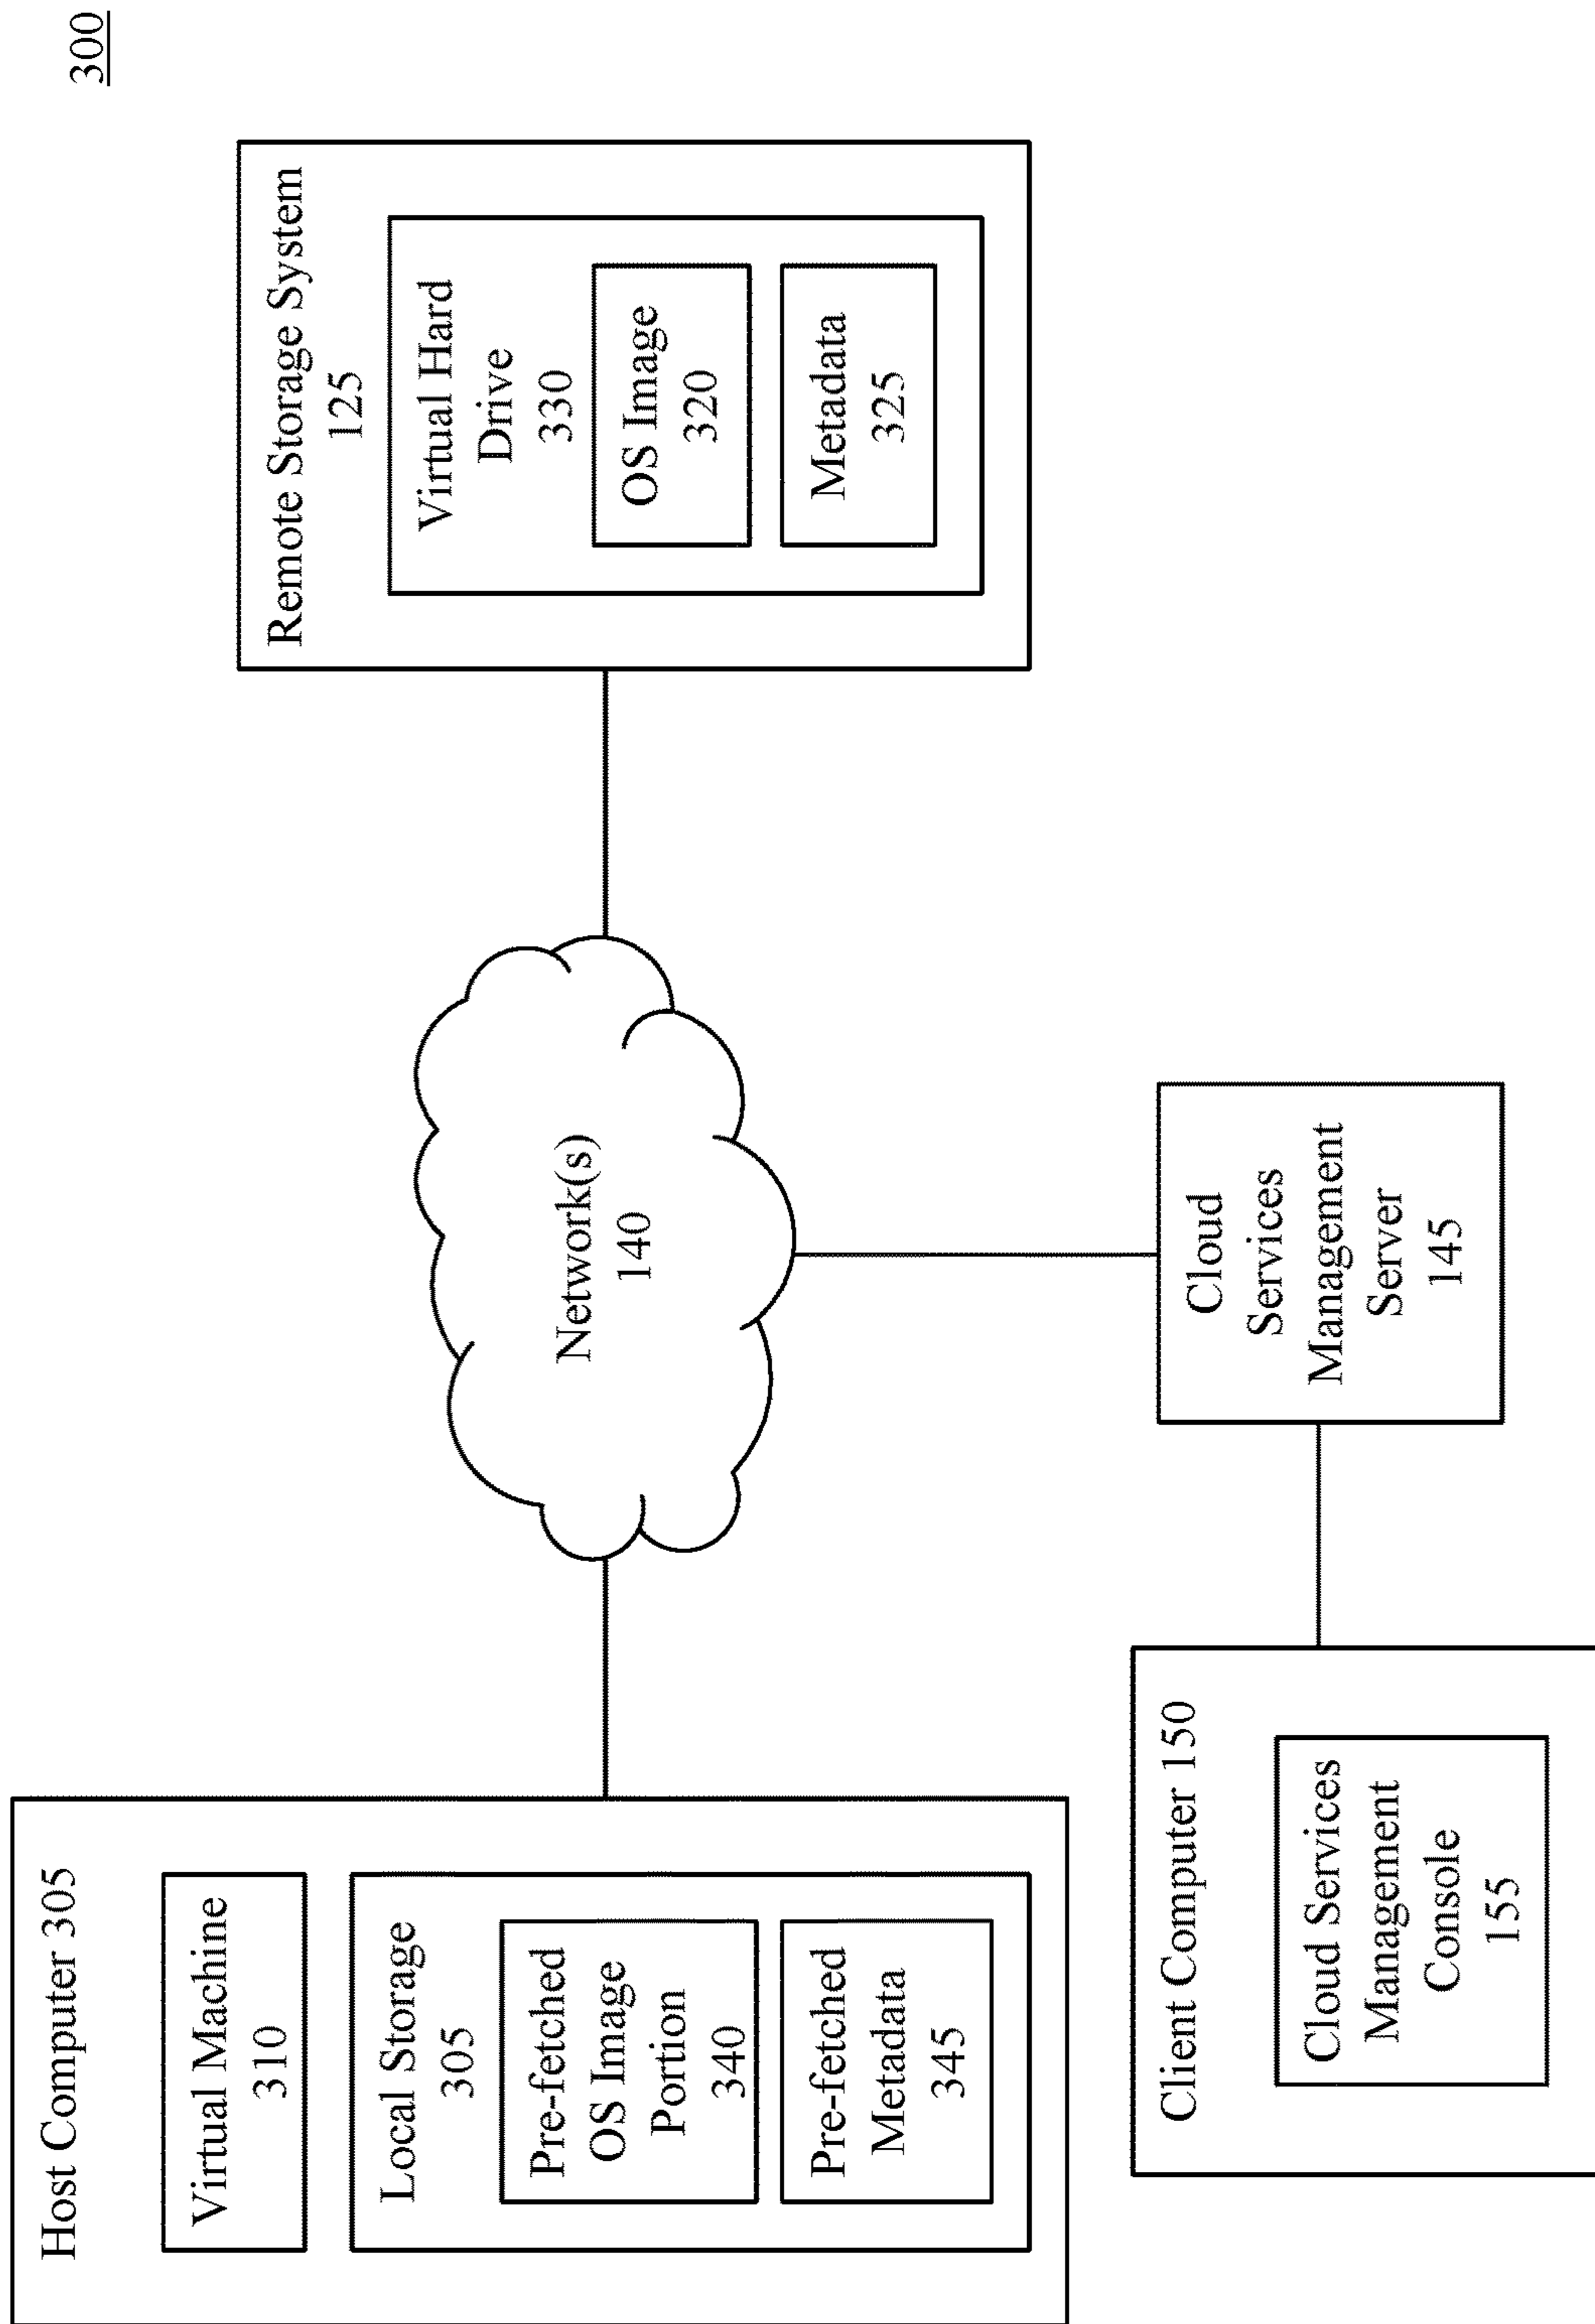 300
Host Computer 305
Virtual Machine
310
Local Storage
305
Pre-fetched
OS Image
Portion
340
Pre-fetched
Metadata
345
Network(s)
140
Remote Storage System
125
Virtual Hard
Drive
330
OS Image
320
Metadata
325
Client Computer 150
Cloud Services
Management
Console
155
Cloud
Services
Management
Server
145